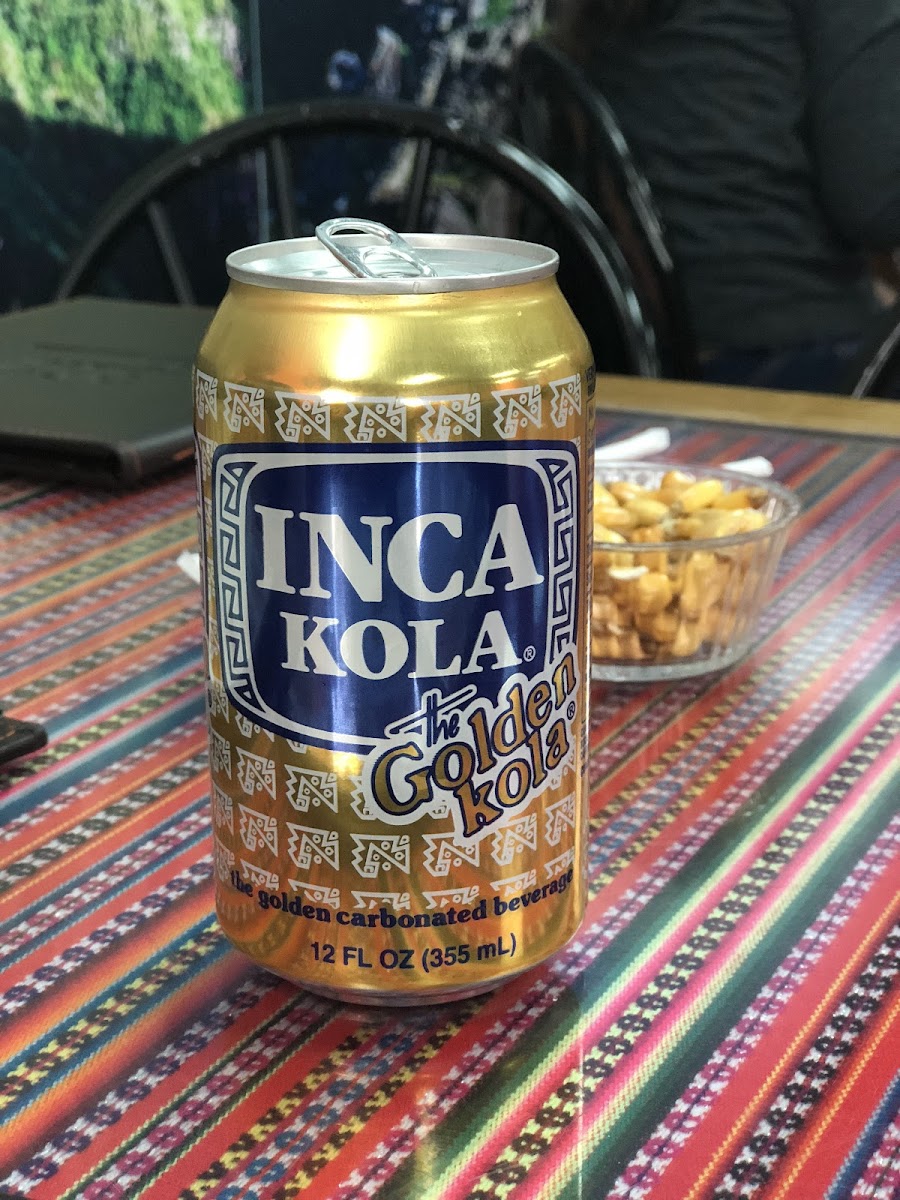 INCA
KOLA®
the
Golden
kola®
the golden carbonated beverage
12 FL OZ (355 mL)